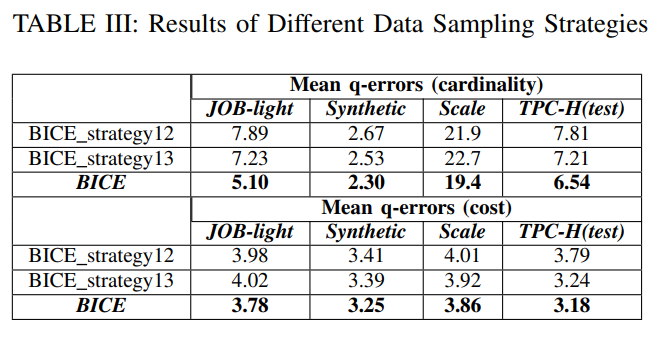 TABLE III: Results of Different Data Sampling Strategies
Mean q-errors (cardinality)
JOB-light Synthetic Scale TPC-H(test)
BICE_strategy12 7.89 2.67 21.9 7.81
BICE_strategy13 7.23 2.53 22.7 7.21
BICE 5.10 2.30 19.4 6.54
Mean q-errors (cost)
JOB-light Synthetic Scale TPC-H(test)
BICE_strategy12 3.98 3.41 4.01 3.79
BICE_strategy13 4.02 3.39 3.92 3.24
BICE 3.78 3.25 3.86 3.18